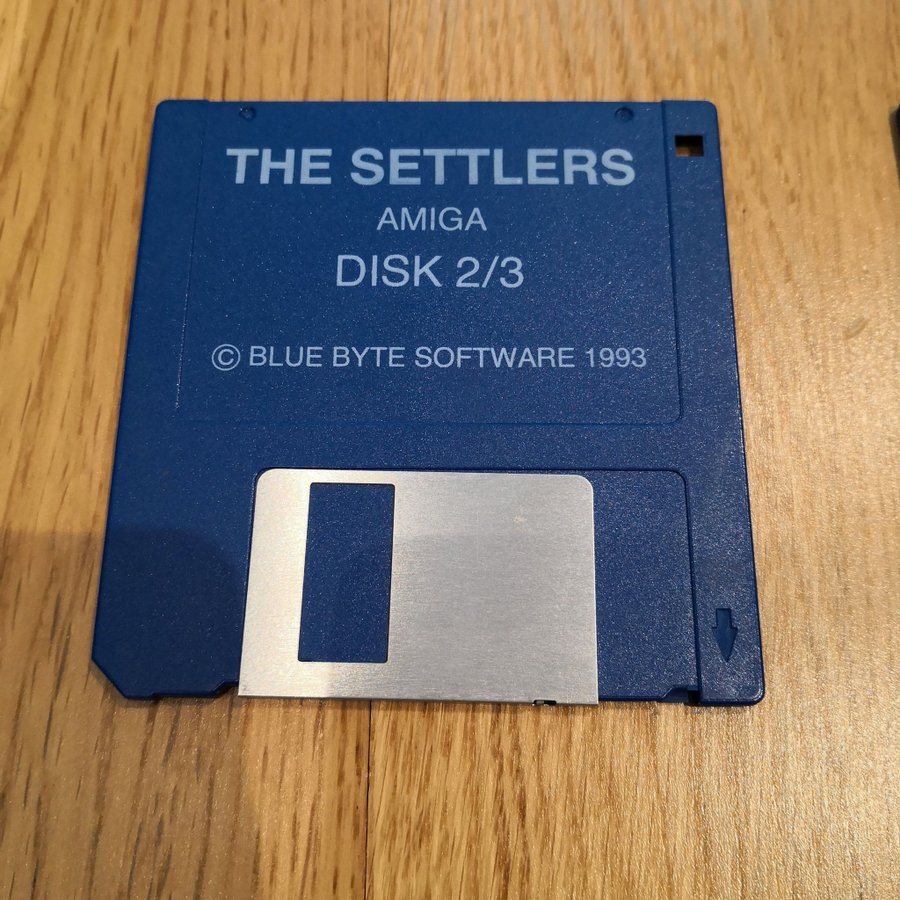 THE SETTLERS
AMIGA
DISK 2/3
© BLUE BYTE SOFTWARE 1993